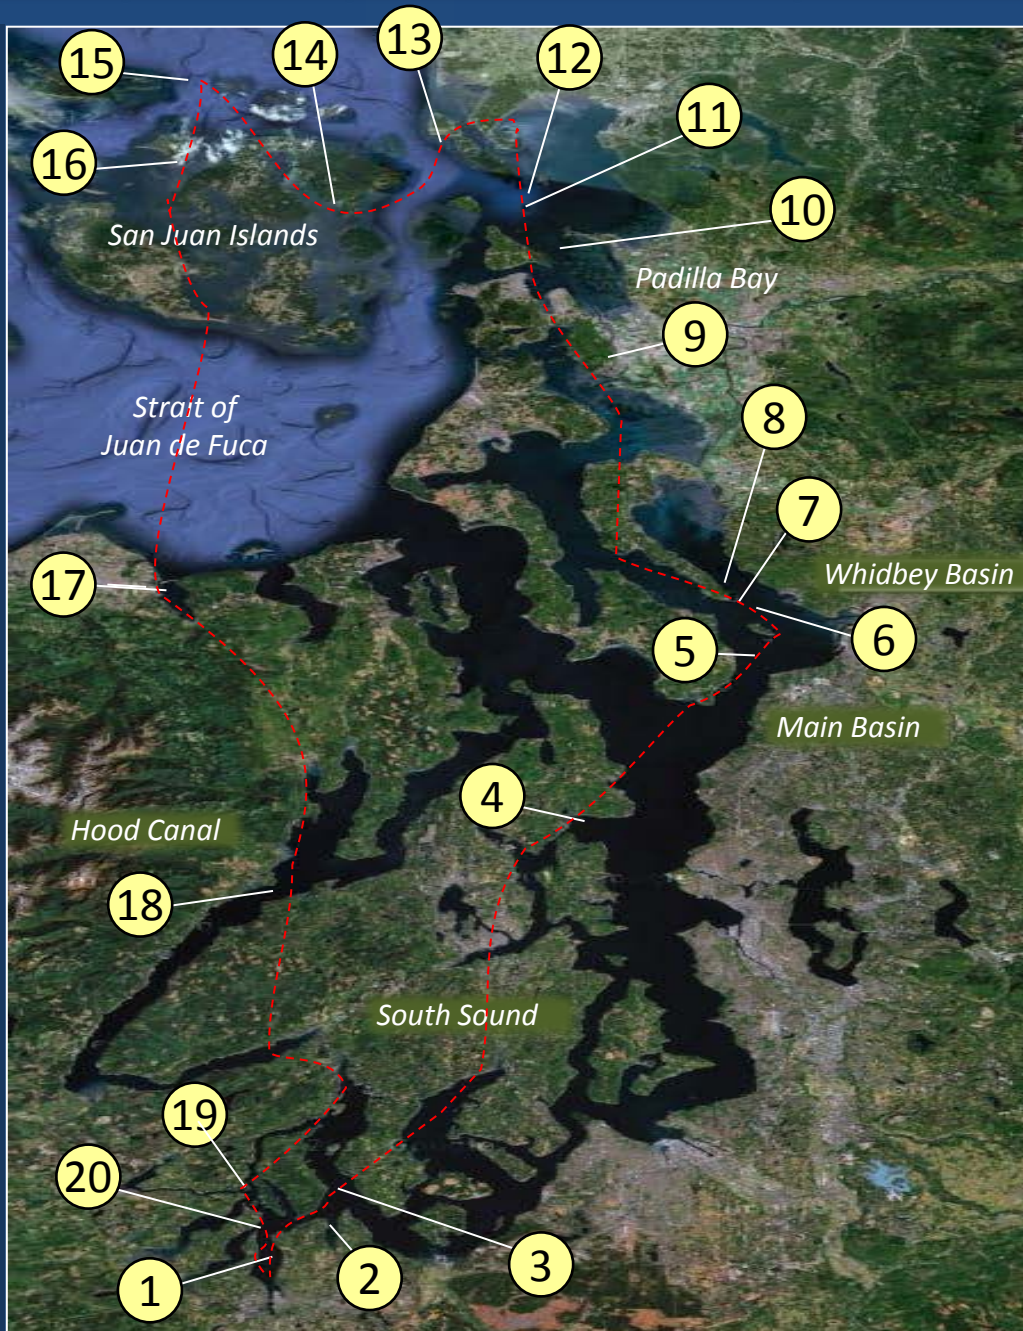 13
14
12
15
11
16
10
San Juan Islands
Padilla Bay
9
Strait of
Juan de Fuca
8
7
17
Whidbey Basin
6
5
Main Basin
4
Hood Canal
18
South Sound
19
20
3
2
1